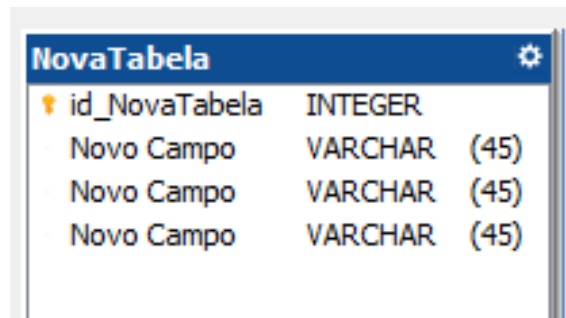 NovaTabela
id_NovaTabela INTEGER
Novo Campo VARCHAR (45)
Novo Campo VARCHAR (45)
Novo Campo VARCHAR (45)